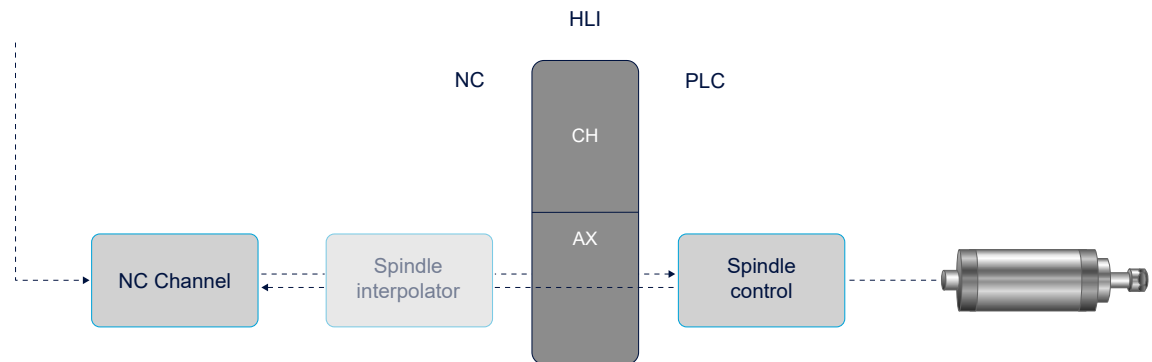 HLI
NC
PLC
CH
AX
NC Channel
Spindle
interpolator
Spindle
control